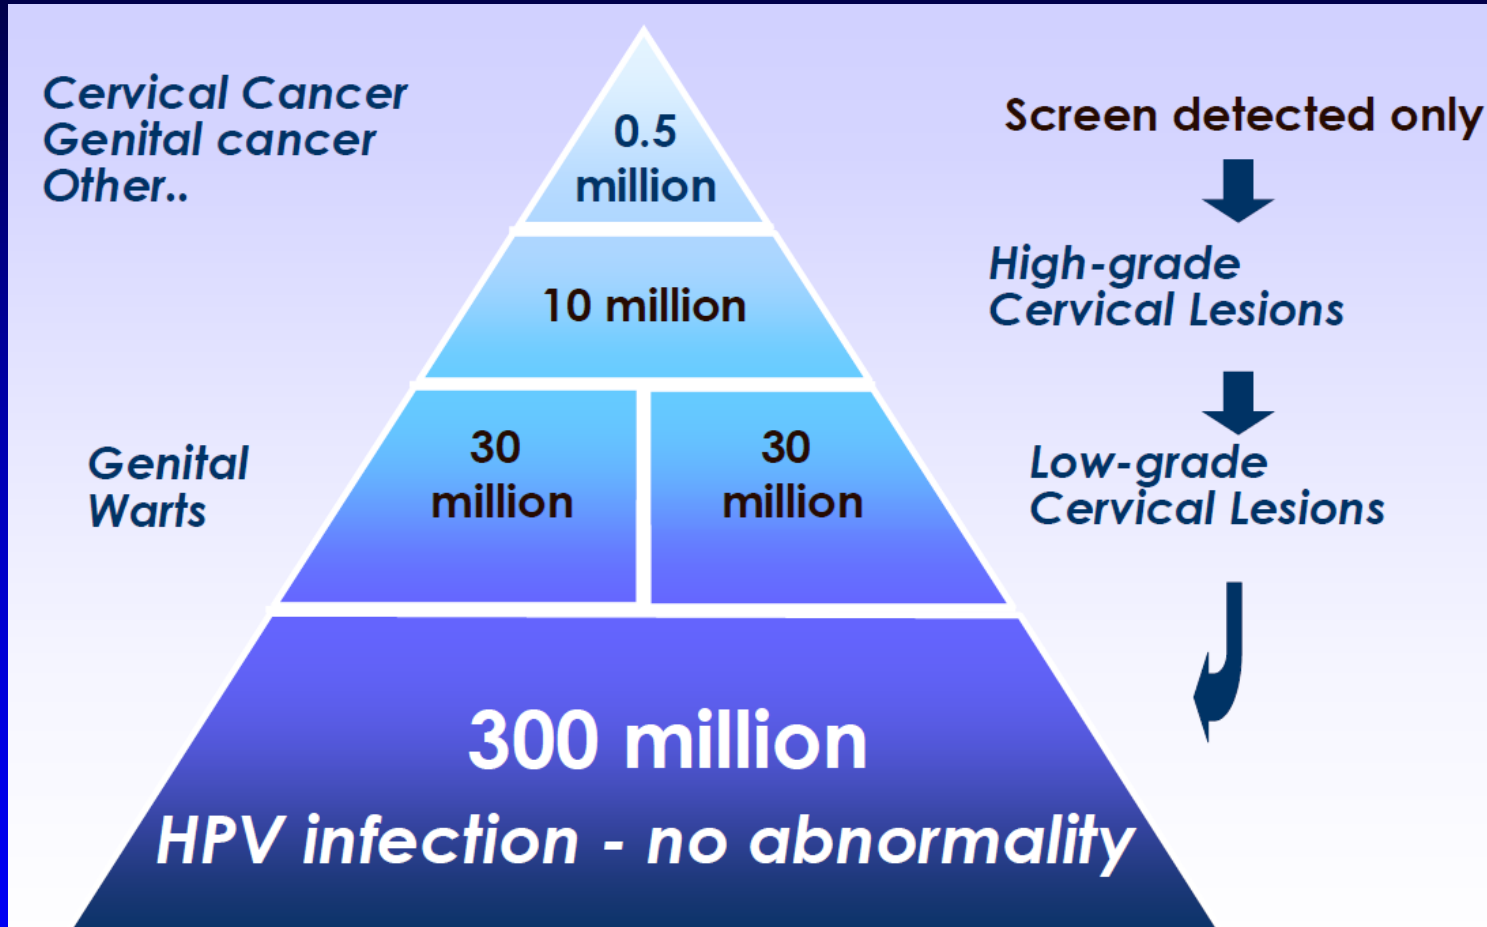 Cervical Cancer
Genital cancer
Other..
0.5
million
Screen detected only
10 million
High-grade
Cervical Lesions
Genital
Warts
30
million
30
million
Low-grade
Cervical Lesions
300 million
HPV infection - no abnormality